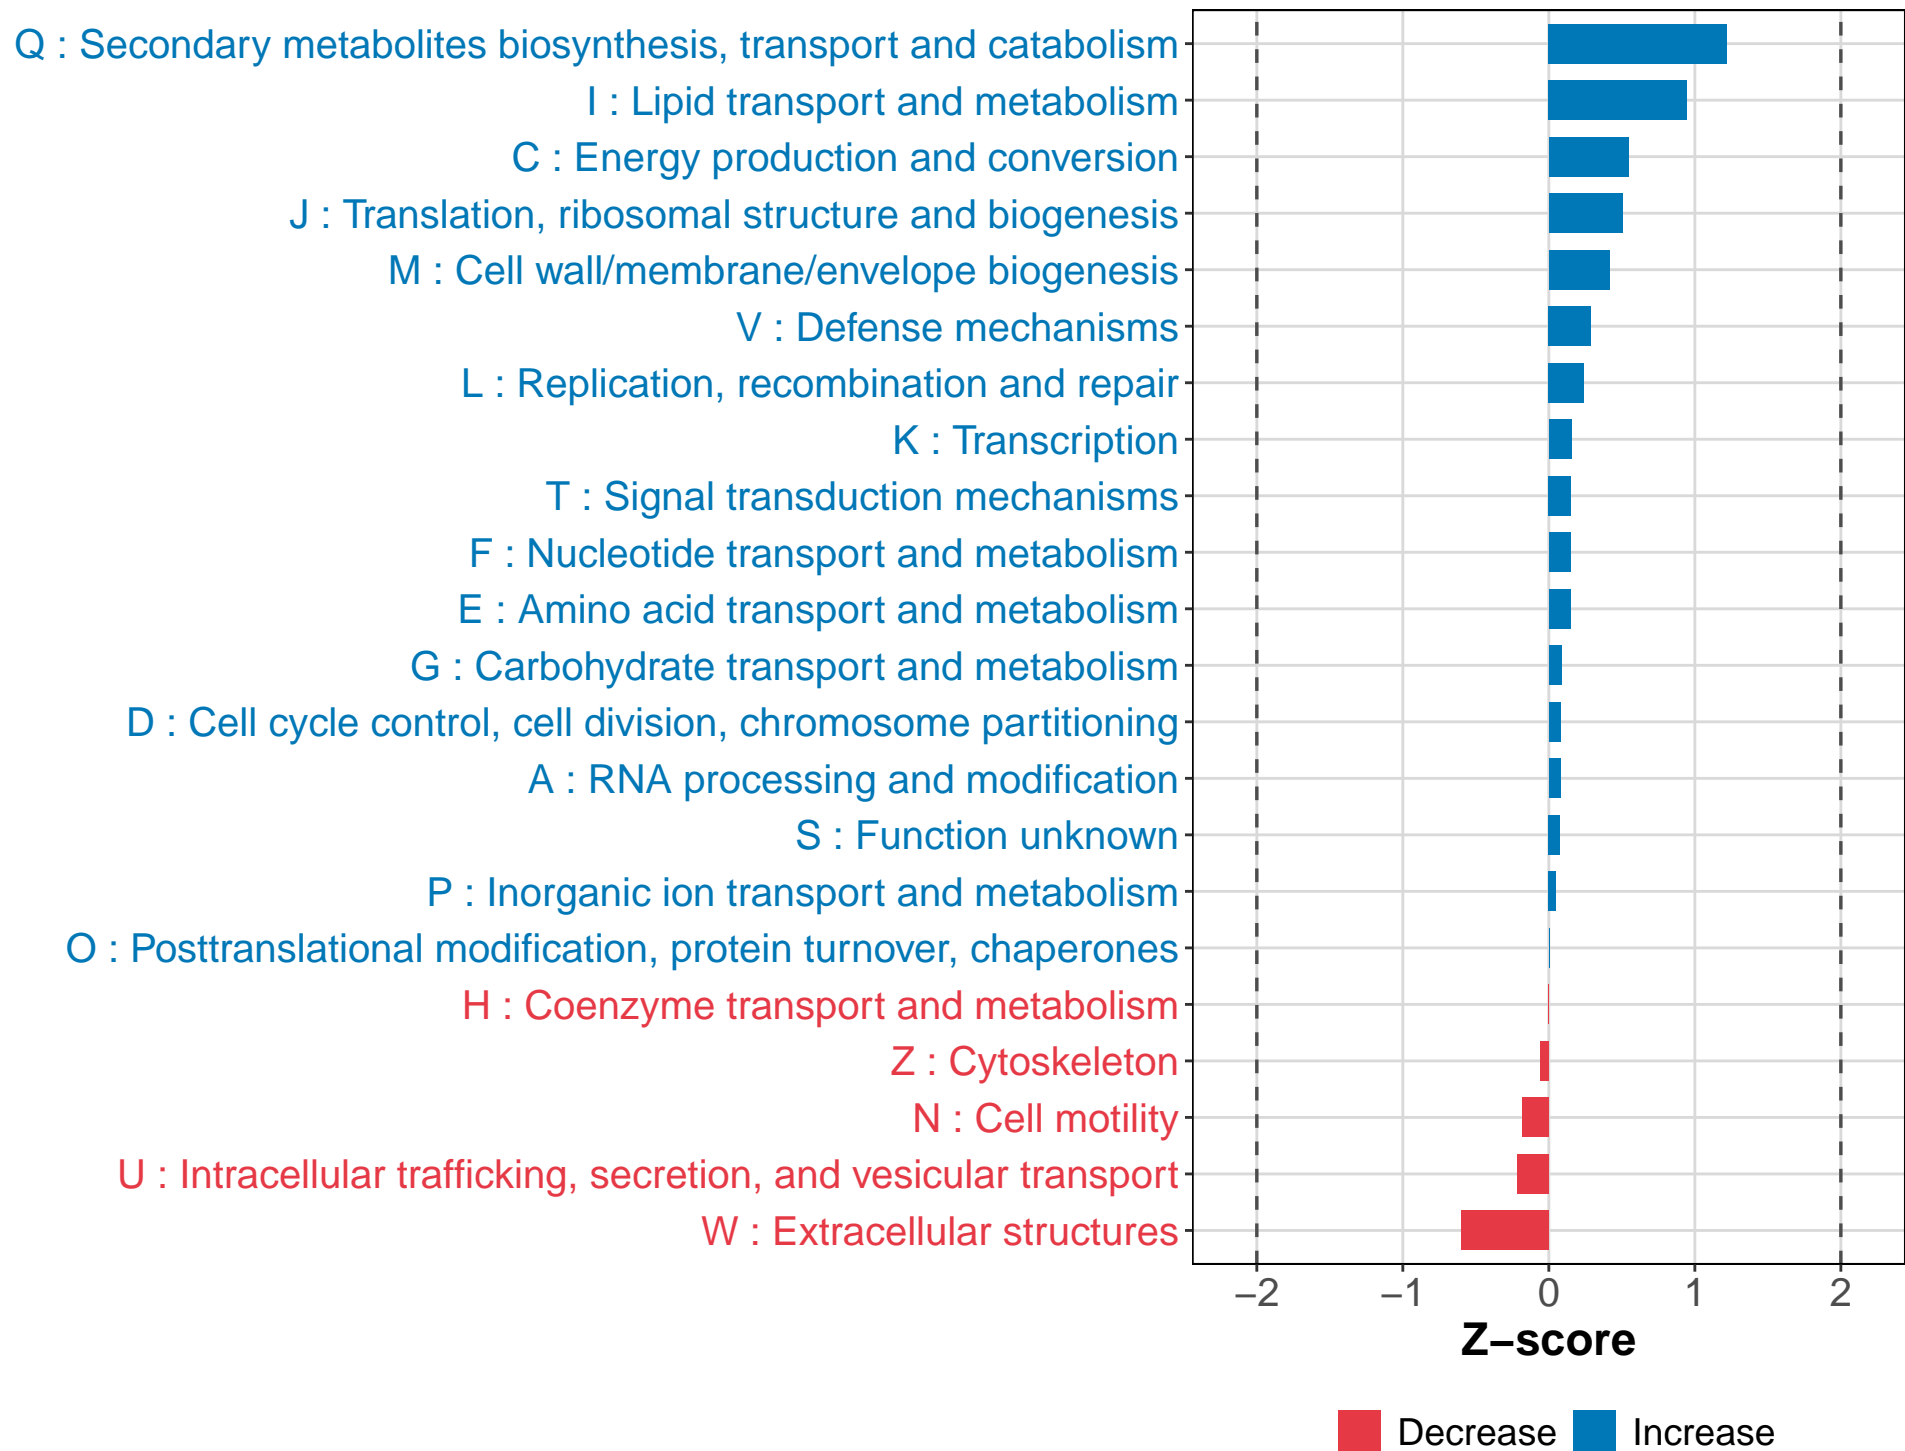 Q : Secondary metabolites biosynthesis, transport and catabolism
I : Lipid transport and metabolism
C : Energy production and conversion
J : Translation, ribosomal structure and biogenesis
M : Cell wall/membrane/envelope biogenesis
V : Defense mechanisms
L : Replication, recombination and repair
K : Transcription
T : Signal transduction mechanisms
F : Nucleotide transport and metabolism
E : Amino acid transport and metabolism
G : Carbohydrate transport and metabolism
D : Cell cycle control, cell division, chromosome partitioning
A : RNA processing and modification
S : Function unknown
P : Inorganic ion transport and metabolism
O : Posttranslational modification, protein turnover, chaperones
H : Coenzyme transport and metabolism
Z : Cytoskeleton
N : Cell motility
U : Intracellular trafficking, secretion, and vesicular transport
W : Extracellular structures
−2 −1 0 1 2
Z−score
Decrease Increase